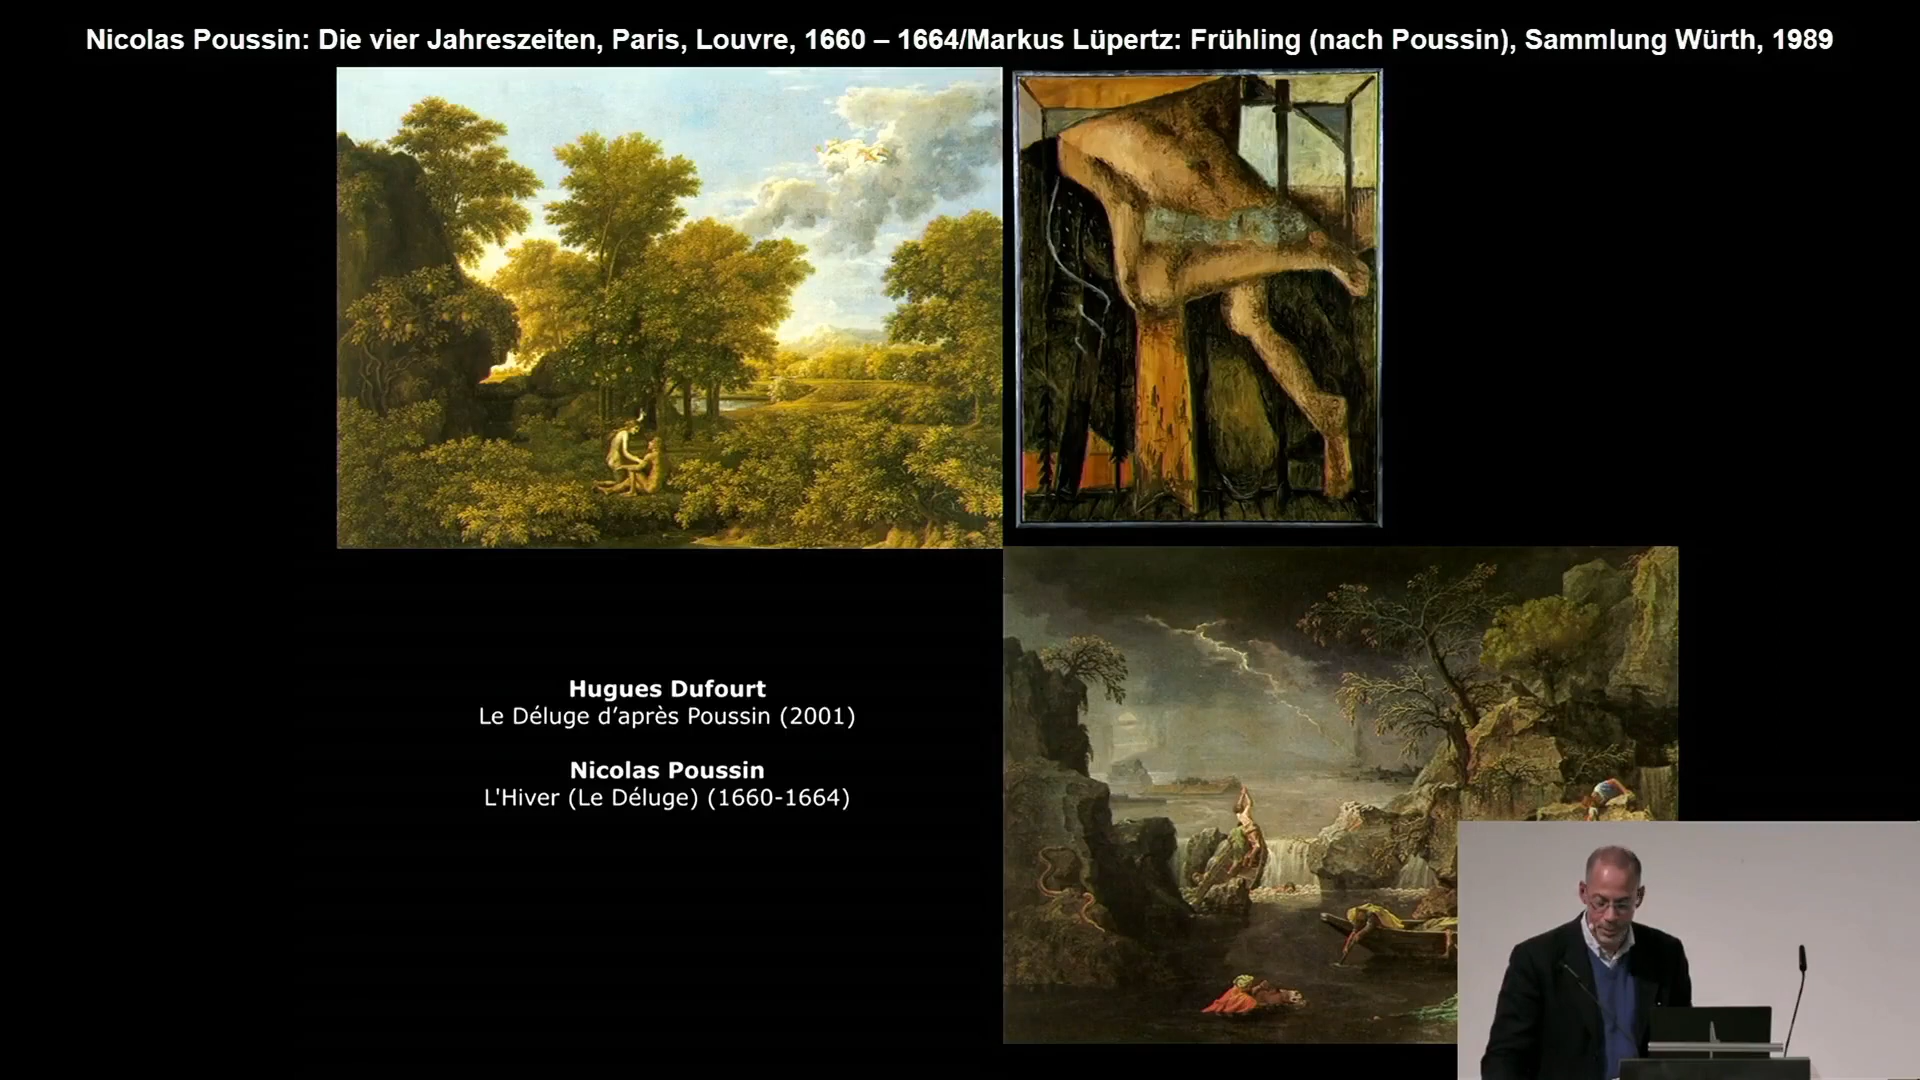 Nicolas Poussin: Die vier Jahreszeiten, Paris, Louvre, 1660 – 1664/Markus Lüpertz: Frühling (nach Poussin), Sammlung Würth, 1989
Hugues Dufourt
Le Déluge d’après Poussin (2001)
Nicolas Poussin
L'Hiver (Le Déluge) (1660-1664)